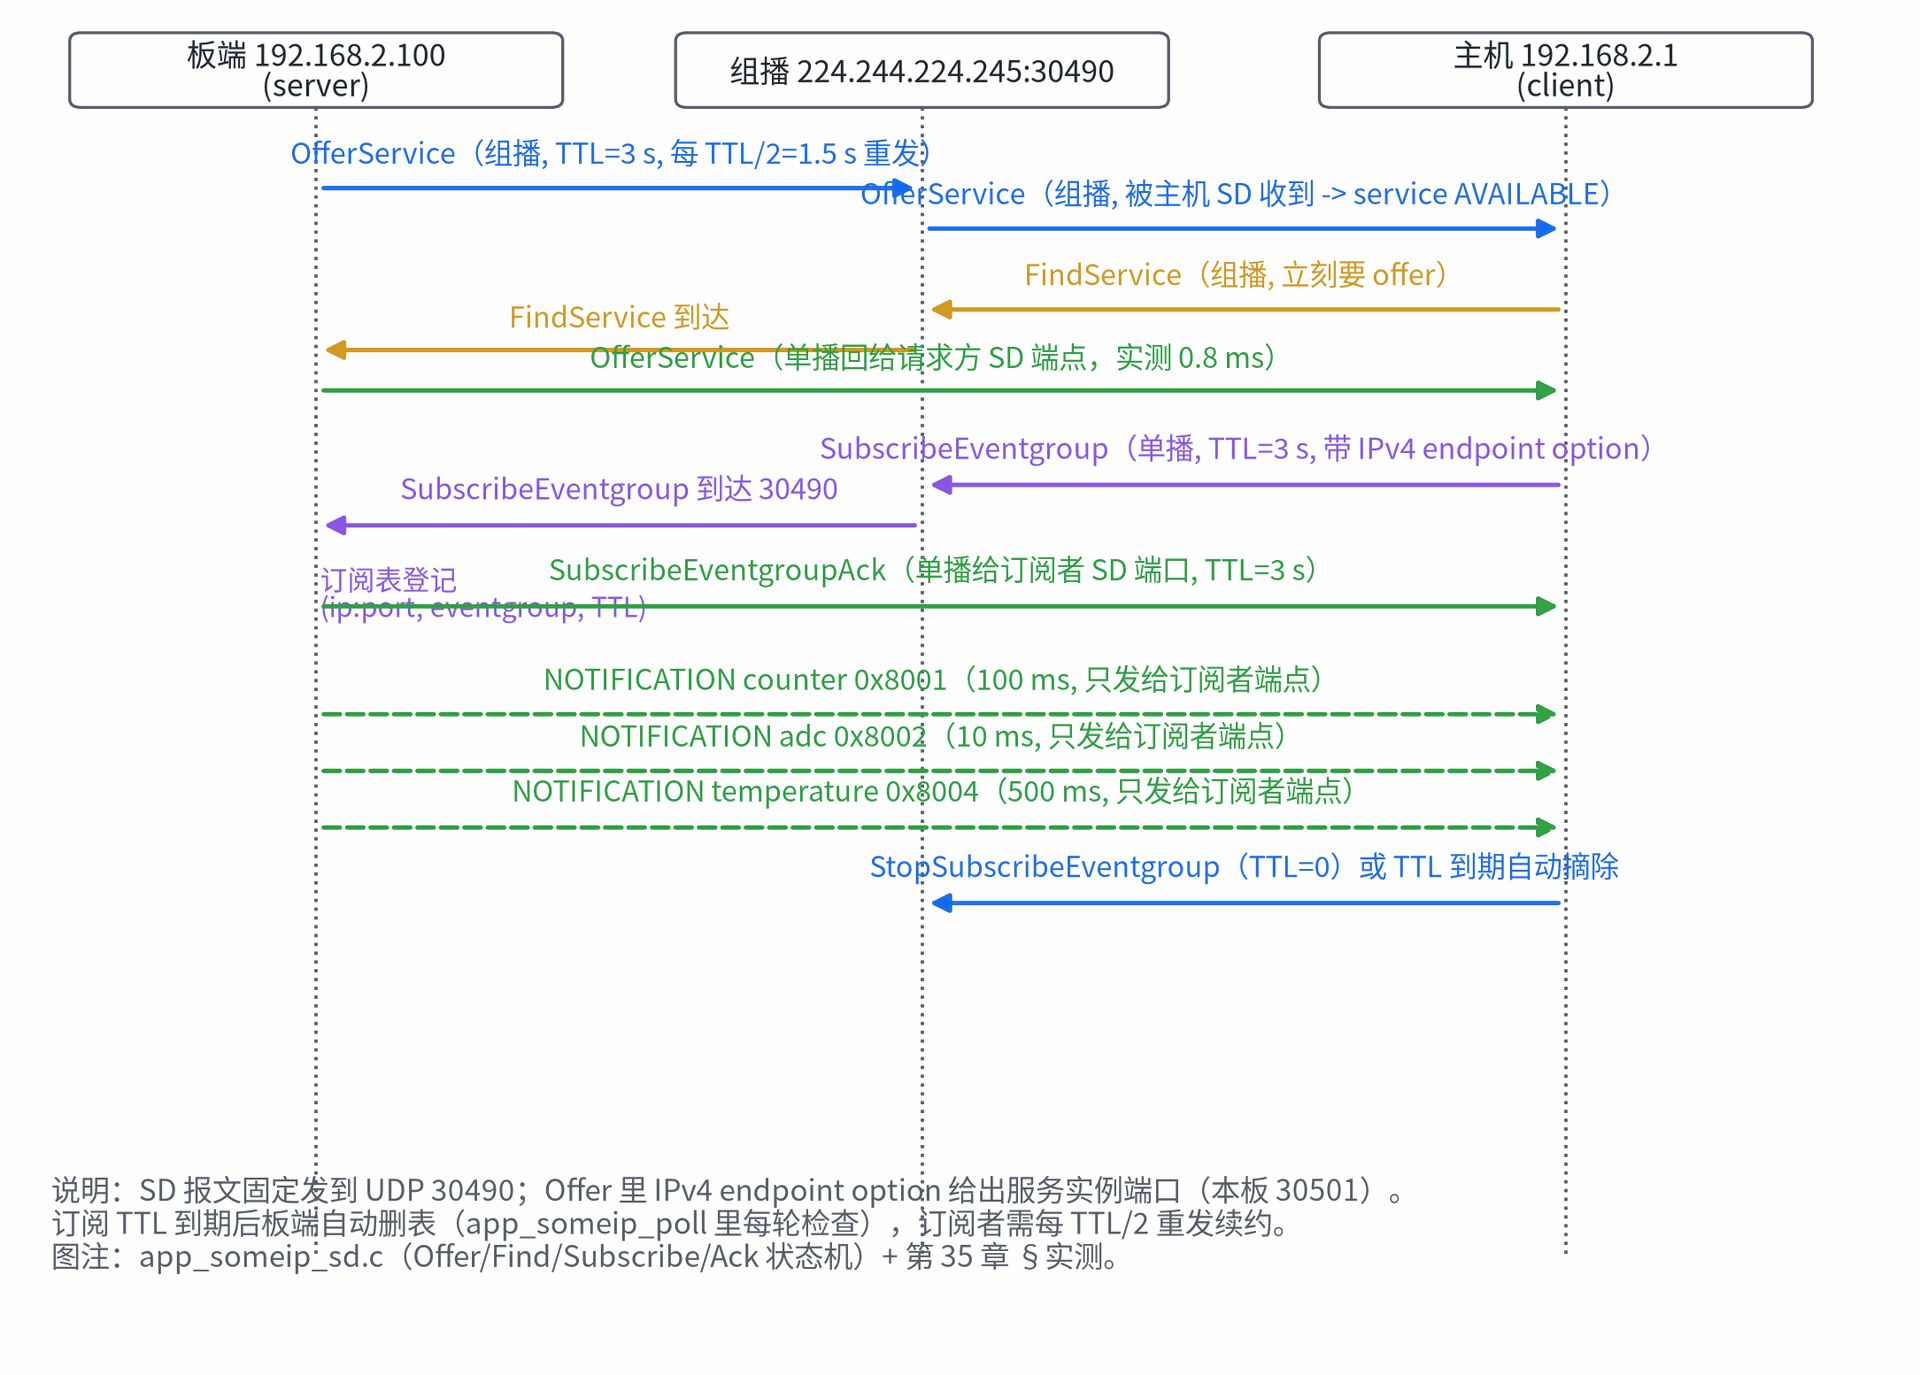 板端 192.168.2.100
(server)
组播 224.244.224.245:30490
主机 192.168.2.1
(client)
OfferService（组播, TTL=3 s, 每 TTL/2=1.5 s 重发）
OfferService（组播, 被主机 SD 收到 -> service AVAILABLE）
FindService（组播, 立刻要 offer）
FindService 到达
OfferService（单播回给请求方 SD 端点，实测 0.8 ms）
SubscribeEventgroup（单播, TTL=3 s, 带 IPv4 endpoint option）
SubscribeEventgroup 到达 30490
SubscribeEventgroupAck（单播给订阅者 SD 端口, TTL=3 s）
订阅表登记
(ip:port, eventgroup, TTL)
NOTIFICATION counter 0x8001（100 ms, 只发给订阅者端点）
NOTIFICATION adc 0x8002（10 ms, 只发给订阅者端点）
NOTIFICATION temperature 0x8004（500 ms, 只发给订阅者端点）
StopSubscribeEventgroup（TTL=0）或 TTL 到期自动摘除
说明：SD 报文固定发到 UDP 30490；Offer 里 IPv4 endpoint option 给出服务实例端口（本板 30501）。
订阅 TTL 到期后板端自动删表（app_someip_poll 里每轮检查），订阅者需每 TTL/2 重发续约。
图注：app_someip_sd.c（Offer/Find/Subscribe/Ack 状态机）+ 第 35 章 §实测。